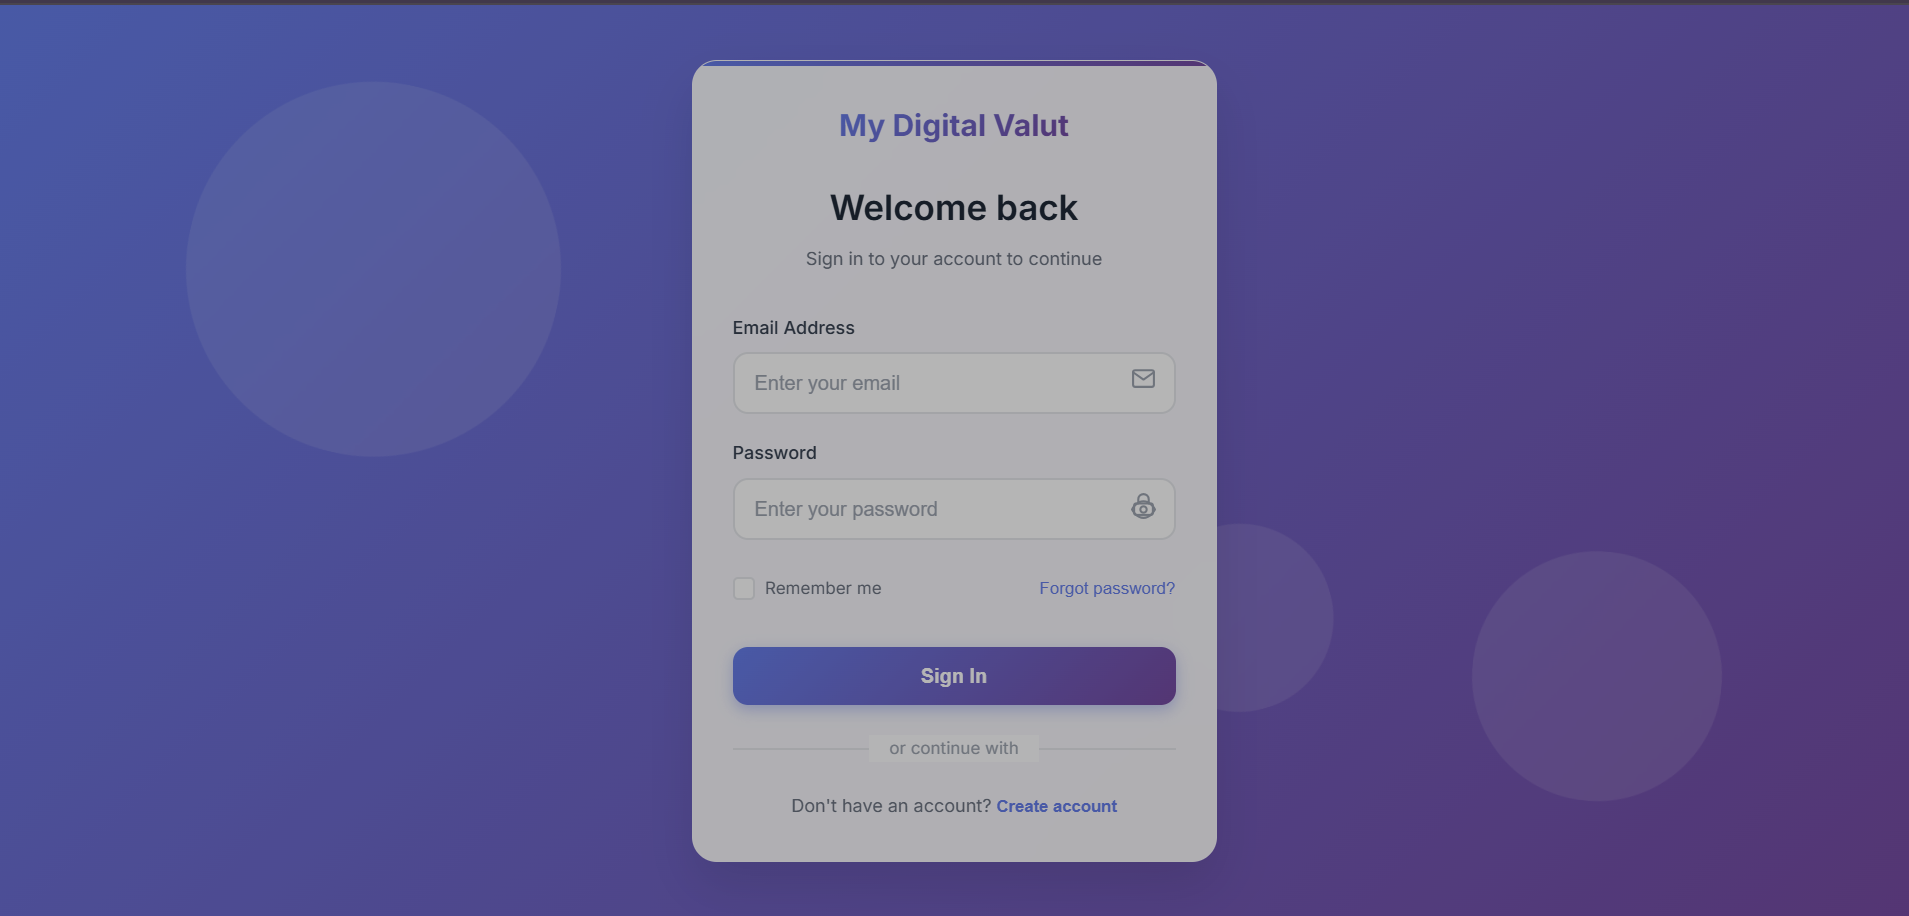 My Digital Valut
Welcome back
Sign in to your account to continue
Email Address
Enter your email
Password
Enter your password
Remember me
Forgot password?
Sign In
or continue with
Don't have an account? Create account